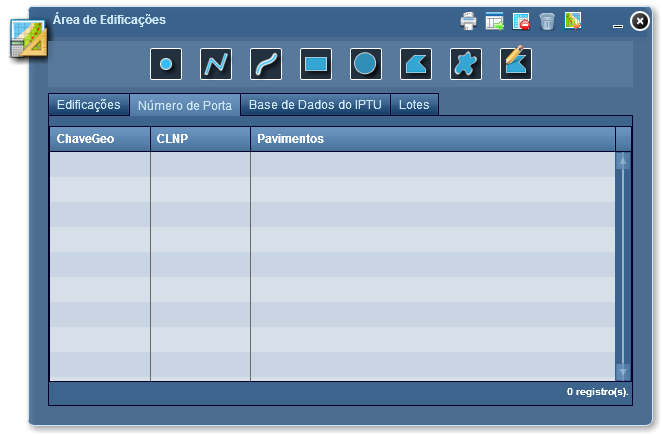 Área de Edificações
Edificações Número de Porta Base de Dados do IPTU Lotes
ChaveGeo CLNP Pavimentos
0 registro(s).